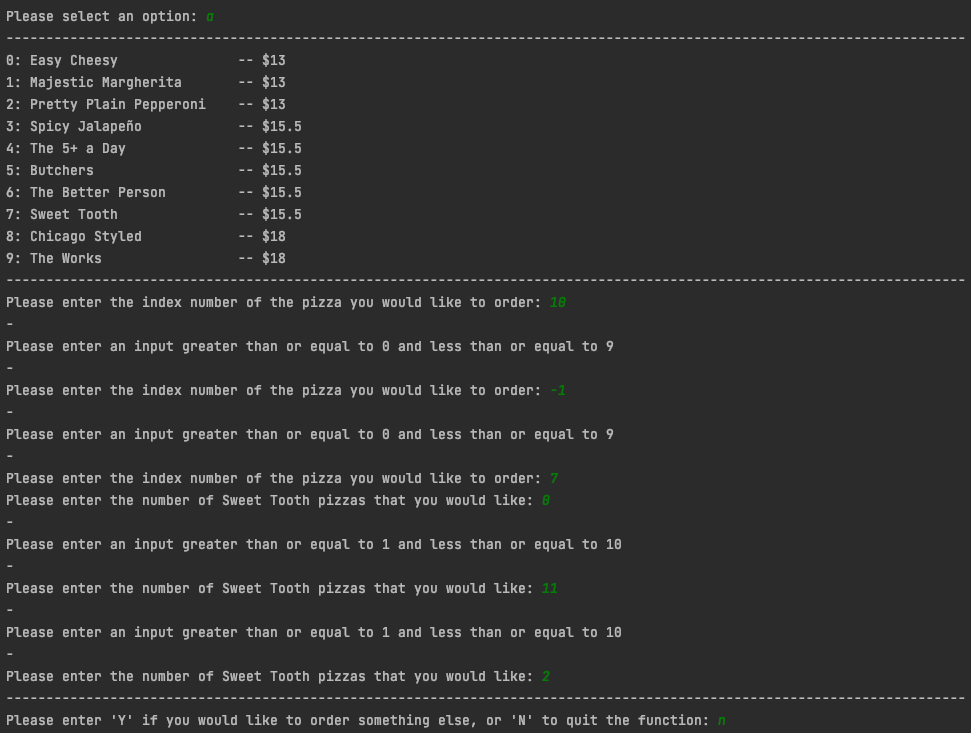 Please select an option: a
------------------------------------------------------------------------------------------------------------------------
0: Easy Cheesy               -- $13
1: Majestic Margherita       -- $13
2: Pretty Plain Pepperoni    -- $13
3: Spicy Jalapeño            -- $15.5
4: The 5+ a Day              -- $15.5
5: Butchers                  -- $15.5
6: The Better Person         -- $15.5
7: Sweet Tooth               -- $15.5
8: Chicago Styled            -- $18
9: The Works                 -- $18
------------------------------------------------------------------------------------------------------------------------
Please enter the index number of the pizza you would like to order: 10
-
Please enter an input greater than or equal to 0 and less than or equal to 9
-
Please enter the index number of the pizza you would like to order: -1
-
Please enter an input greater than or equal to 0 and less than or equal to 9
-
Please enter the index number of the pizza you would like to order: 7
Please enter the number of Sweet Tooth pizzas that you would like: 0
-
Please enter an input greater than or equal to 1 and less than or equal to 10
-
Please enter the number of Sweet Tooth pizzas that you would like: 11
-
Please enter an input greater than or equal to 1 and less than or equal to 10
-
Please enter the number of Sweet Tooth pizzas that you would like: 2
------------------------------------------------------------------------------------------------------------------------
Please enter 'Y' if you would like to order something else, or 'N' to quit the function: n